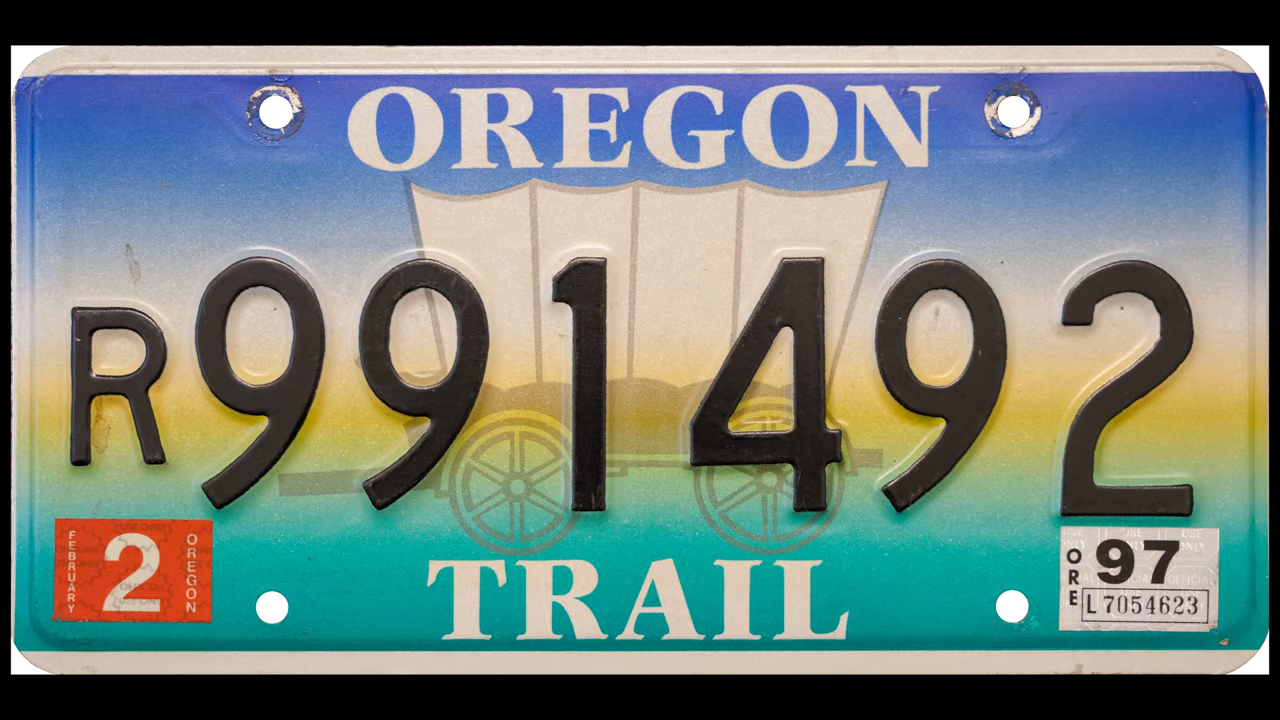 OREGON
R991492
FEBRUARY
2
OREGON
TRAIL
ORE
97
L7054623